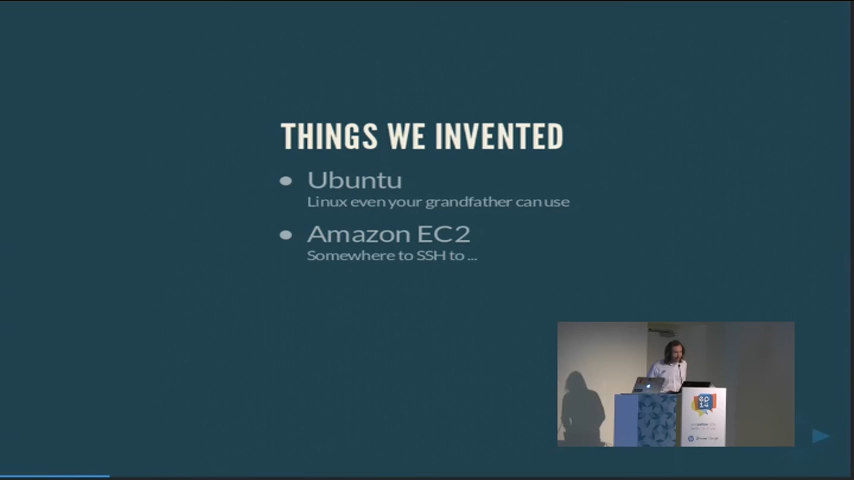 THINGS WE INVENTED
Ubuntu
Linux even your grandfather can use
Amazon EC2
Somewhere to SSH to ...